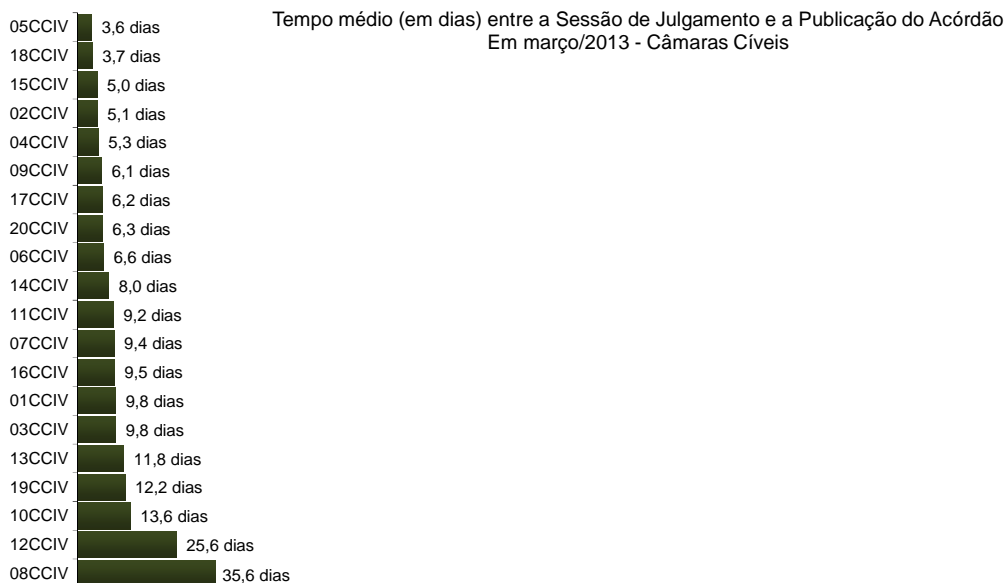 Tempo médio (em dias) entre a Sessão de Julgamento e a Publicação do Acórdão
Em março/2013 - Câmaras Cíveis
05CCIV 3,6 dias
18CCIV 3,7 dias
15CCIV 5,0 dias
02CCIV 5,1 dias
04CCIV 5,3 dias
09CCIV 6,1 dias
17CCIV 6,2 dias
20CCIV 6,3 dias
06CCIV 6,6 dias
14CCIV 8,0 dias
11CCIV 9,2 dias
07CCIV 9,4 dias
16CCIV 9,5 dias
01CCIV 9,8 dias
03CCIV 9,8 dias
13CCIV 11,8 dias
19CCIV 12,2 dias
10CCIV 13,6 dias
12CCIV 25,6 dias
08CCIV 35,6 dias